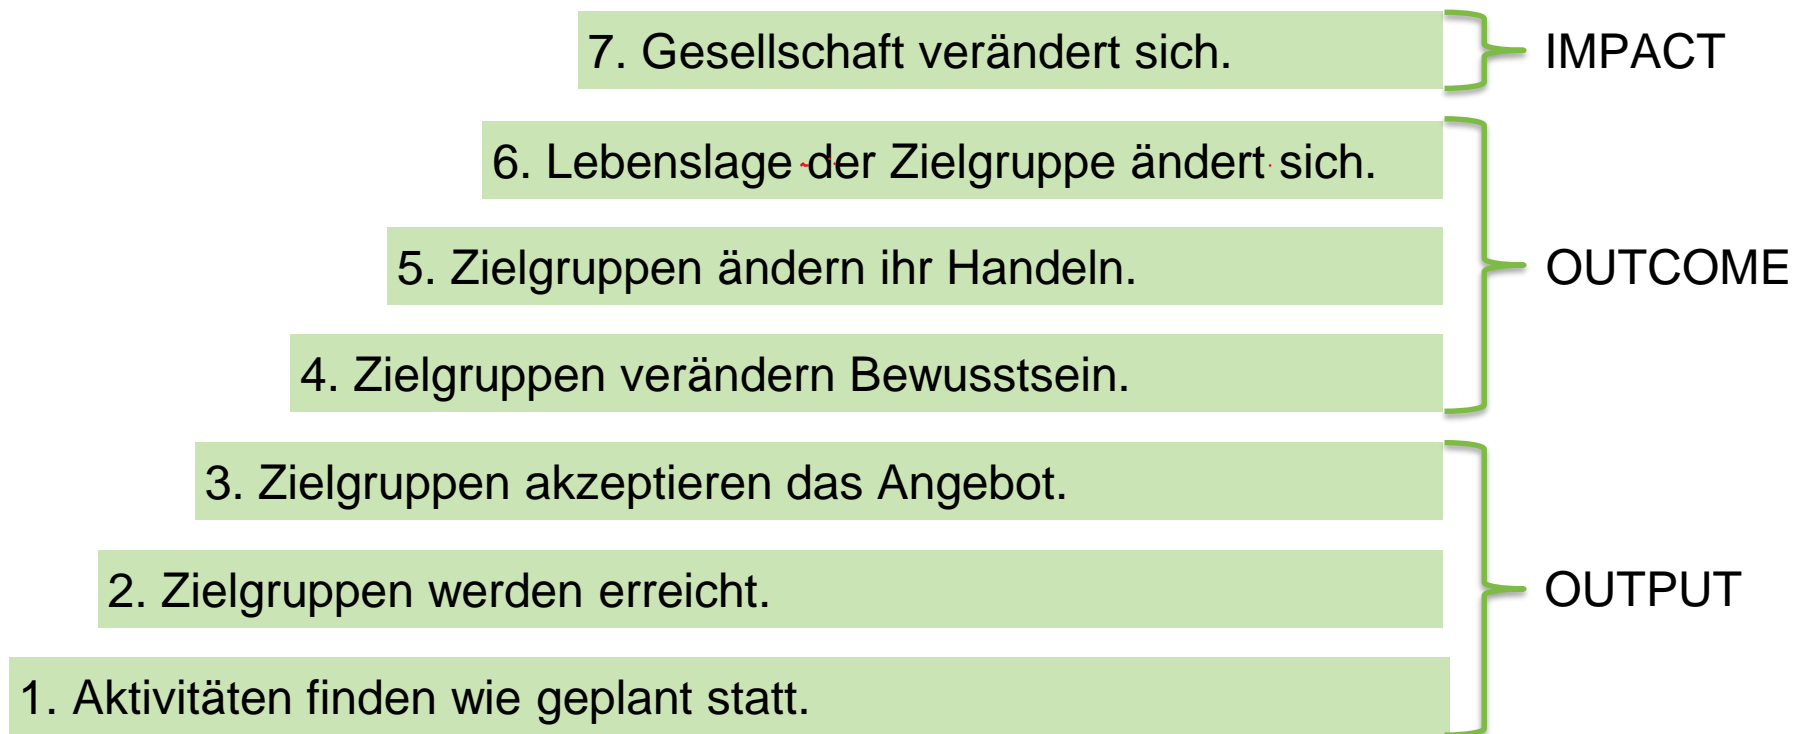 7. Gesellschaft verändert sich.
IMPACT
6. Lebenslage der Zielgruppe ändert sich.
5. Zielgruppen ändern ihr Handeln.
OUTCOME
4. Zielgruppen verändern Bewusstsein.
3. Zielgruppen akzeptieren das Angebot.
2. Zielgruppen werden erreicht.
OUTPUT
1. Aktivitäten finden wie geplant statt.